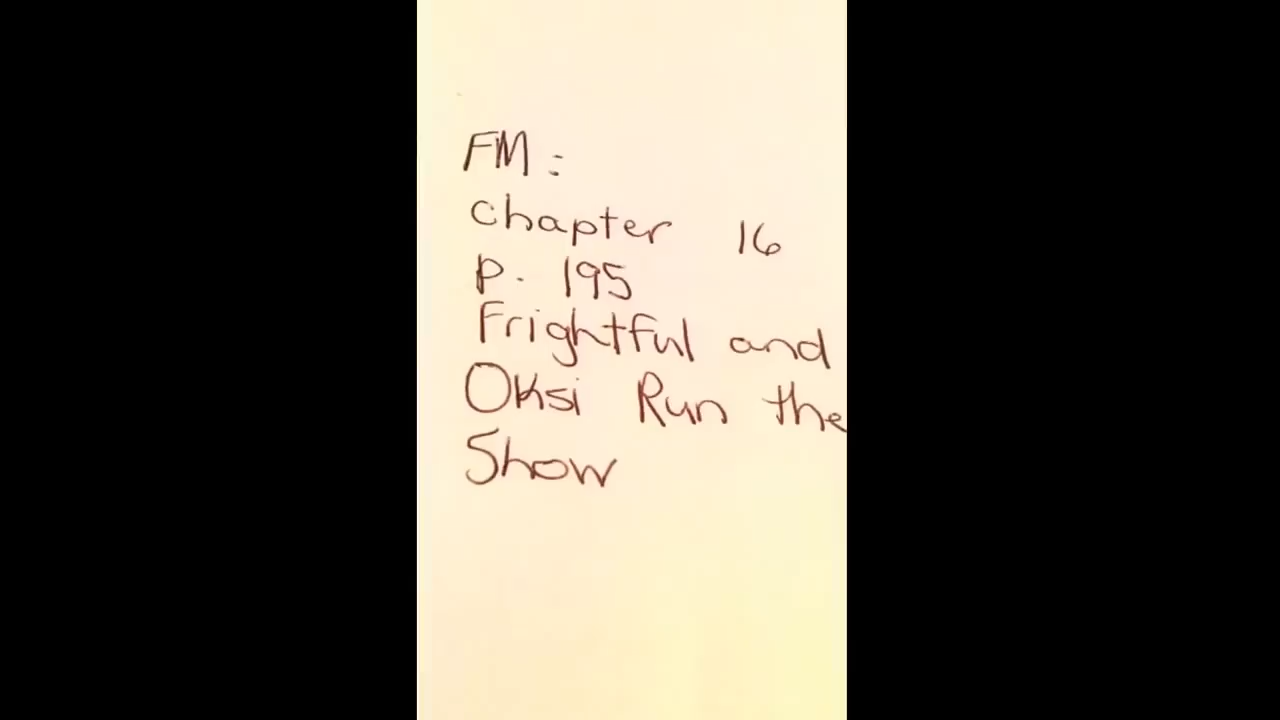 FM:
Chapter 16
p. 195
Frightful and
Oksi Run the
Show